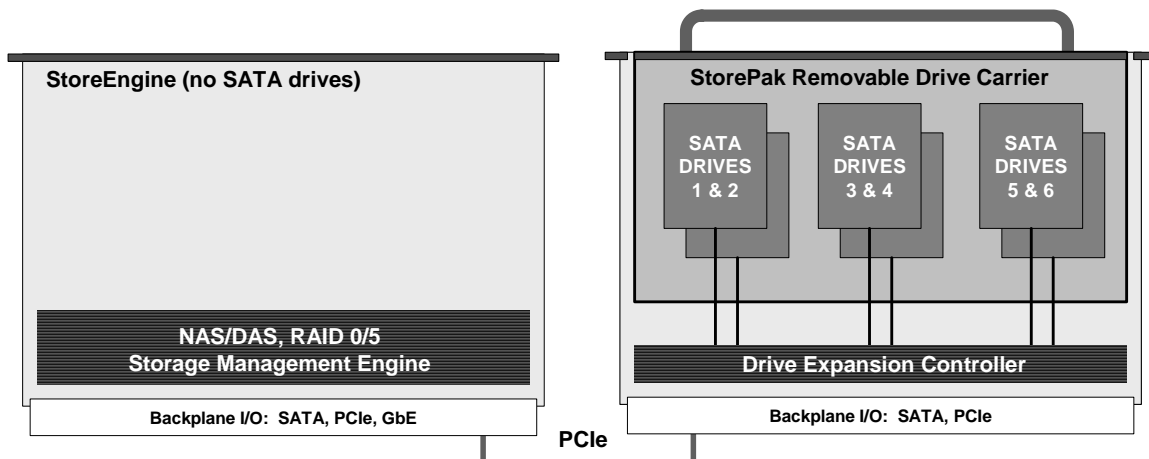 StoreEngine (no SATA drives)
NAS/DAS, RAID 0/5
Storage Management Engine
Backplane I/O: SATA, PCIe, GbE
PCIe
StorePak Removable Drive Carrier
SATA
DRIVES
1 & 2
SATA
DRIVES
3 & 4
SATA
DRIVES
5 & 6
Drive Expansion Controller
Backplane I/O: SATA, PCIe